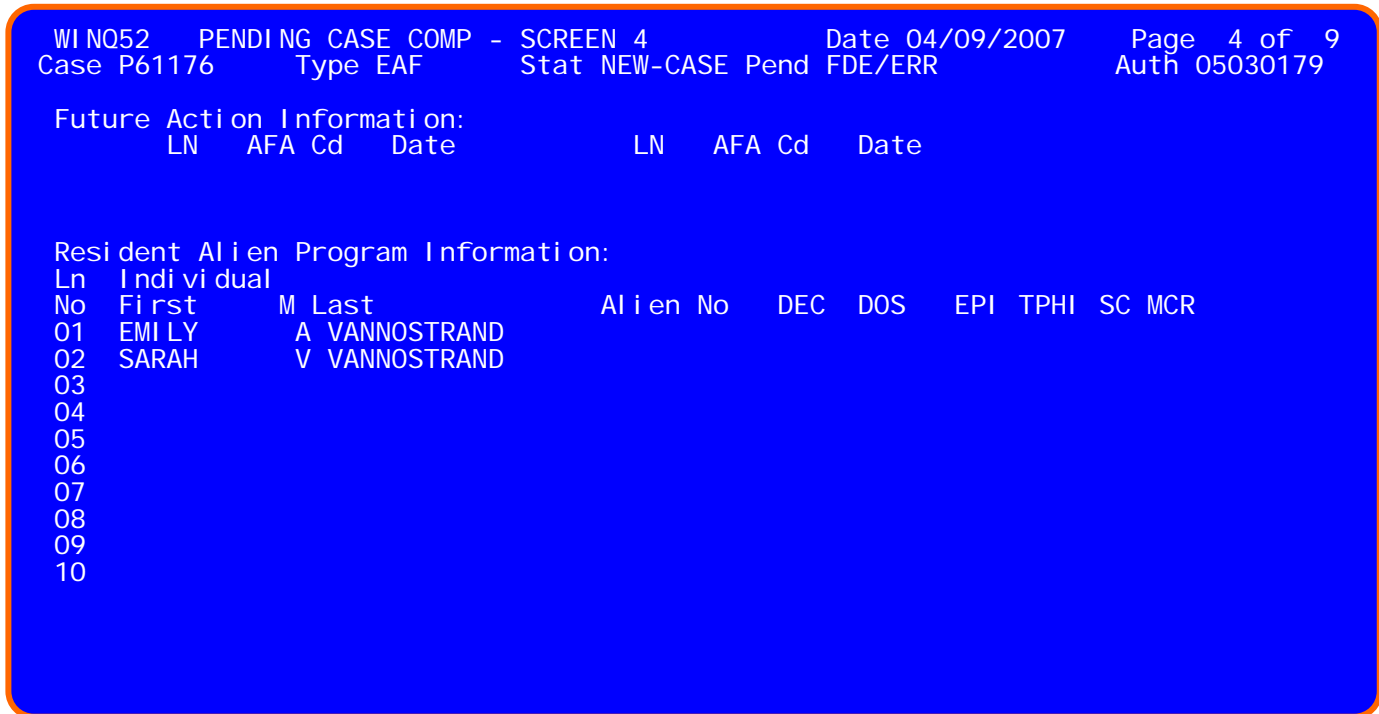 WINQ52 PENDING CASE COMP - SCREEN 4 Date 04/09/2007 Page 4 of 9
Case P61176 Type EAF Stat NEW-CASE Pend FDE/ERR Auth 05030179
Future Action Information:
LN AFA Cd Date LN AFA Cd Date
Resident Alien Program Information:
Ln Individual
No First M Last Alien No DEC DOS EPI TPHI SC MCR
01 EMILY A VANNOSTRAND
02 SARAH V VANNOSTRAND
03
04
05
06
07
08
09
10